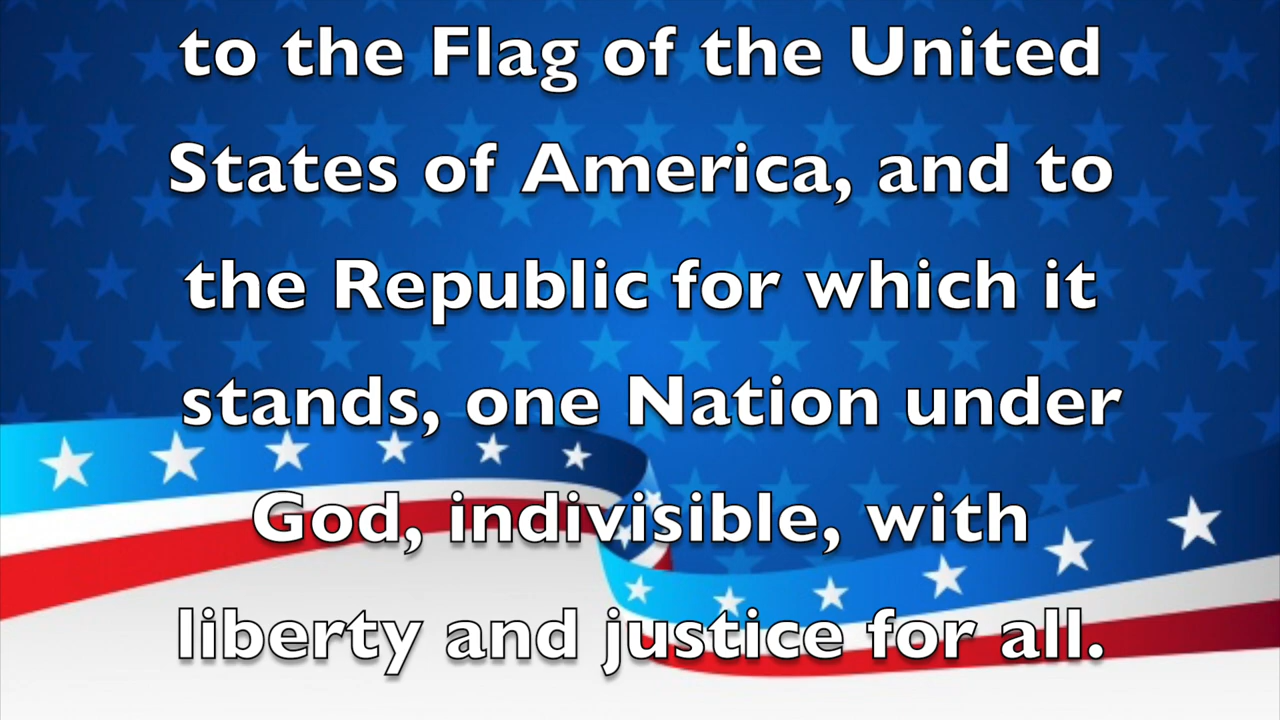 to the Flag of the United
States of America, and to
the Republic for which it
stands, one Nation under
God, indivisible, with
liberty and justice for all.